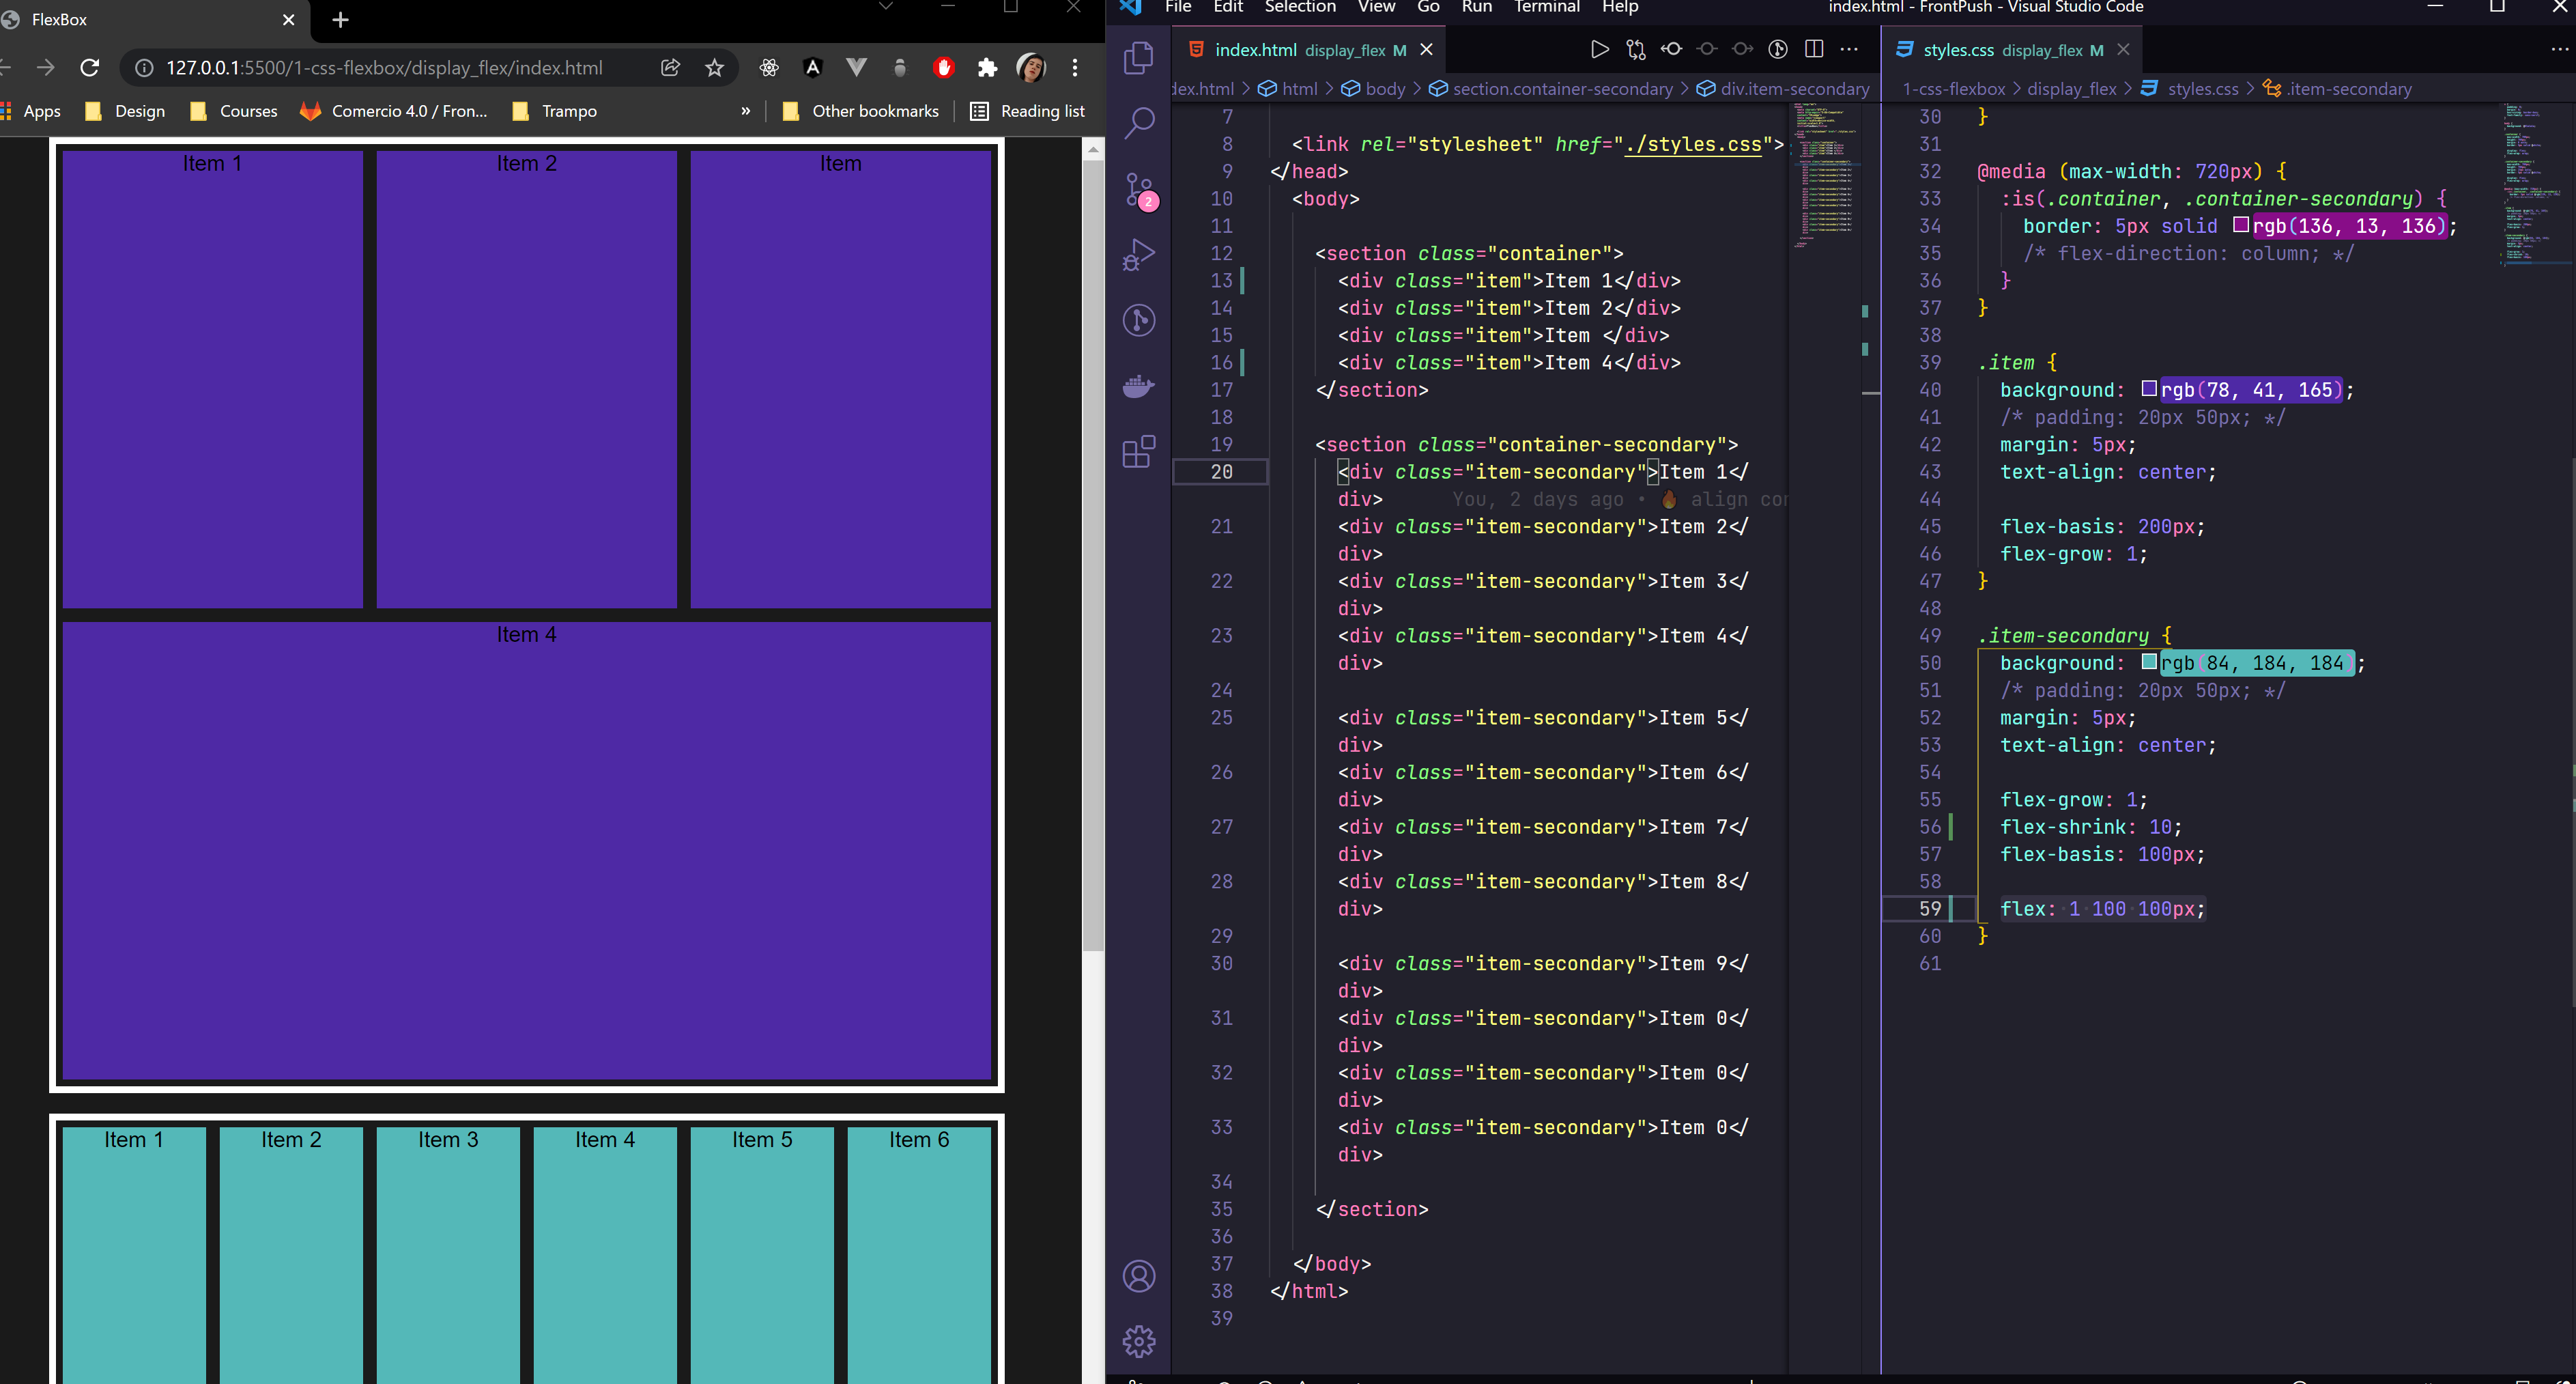 FlexBox
127.0.0.1:5500/1-css-flexbox/display_flex/index.html
Apps Design Courses Comercio 4.0 / Fron... Trampo » Other bookmarks Reading list
Item 1 Item 2 Item
Item 4
Item 1 Item 2 Item 3 Item 4 Item 5 Item 6
File Edit Selection View Go Run Terminal Help index.html - FrontPush - Visual Studio Code
2
index.html display_flex M
dex.html > html > body > section.container-secondary > div.item-secondary
7
8 <link rel="stylesheet" href="./styles.css">
9 </head>
10 <body>
11
12 <section class="container">
13 <div class="item">Item 1</div>
14 <div class="item">Item 2</div>
15 <div class="item">Item </div>
16 <div class="item">Item 4</div>
17 </section>
18
19 <section class="container-secondary">
20 <div class="item-secondary">Item 1</
div> You, 2 days ago • 🔥 align con
21 <div class="item-secondary">Item 2</
div>
22 <div class="item-secondary">Item 3</
div>
23 <div class="item-secondary">Item 4</
div>
24
25 <div class="item-secondary">Item 5</
div>
26 <div class="item-secondary">Item 6</
div>
27 <div class="item-secondary">Item 7</
div>
28 <div class="item-secondary">Item 8</
div>
29
30 <div class="item-secondary">Item 9</
div>
31 <div class="item-secondary">Item 0</
div>
32 <div class="item-secondary">Item 0</
div>
33 <div class="item-secondary">Item 0</
div>
34
35 </section>
36
37 </body>
38 </html>
39
styles.css display_flex M
1-css-flexbox > display_flex > styles.css > .item-secondary
30 }
31
32 @media (max-width: 720px) {
33 :is(.container, .container-secondary) {
34 border: 5px solid rgb(136, 13, 136);
35 /* flex-direction: column; */
36 }
37 }
38
39 .item {
40 background: rgb(78, 41, 165);
41 /* padding: 20px 50px; */
42 margin: 5px;
43 text-align: center;
44
45 flex-basis: 200px;
46 flex-grow: 1;
47 }
48
49 .item-secondary {
50 background: rgb(84, 184, 184);
51 /* padding: 20px 50px; */
52 margin: 5px;
53 text-align: center;
54
55 flex-grow: 1;
56 flex-shrink: 10;
57 flex-basis: 100px;
58
59 flex: 1 100 100px;
60 }
61